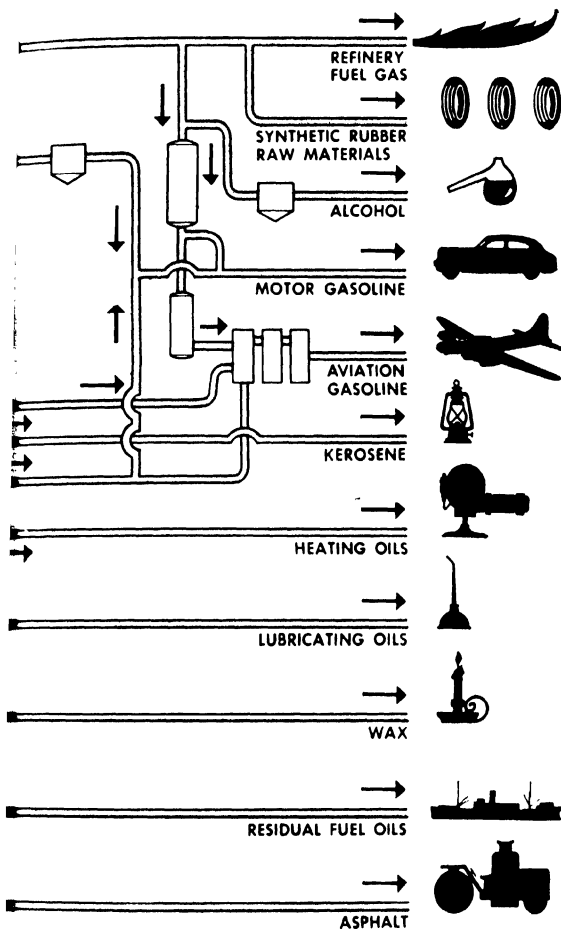 REFINERY
FUEL GAS
SYNTHETIC RUBBER
RAW MATERIALS
ALCOHOL
MOTOR GASOLINE
AVIATION
GASOLINE
KEROSENE
HEATING OILS
LUBRICATING OILS
WAX
RESIDUAL FUEL OILS
ASPHALT